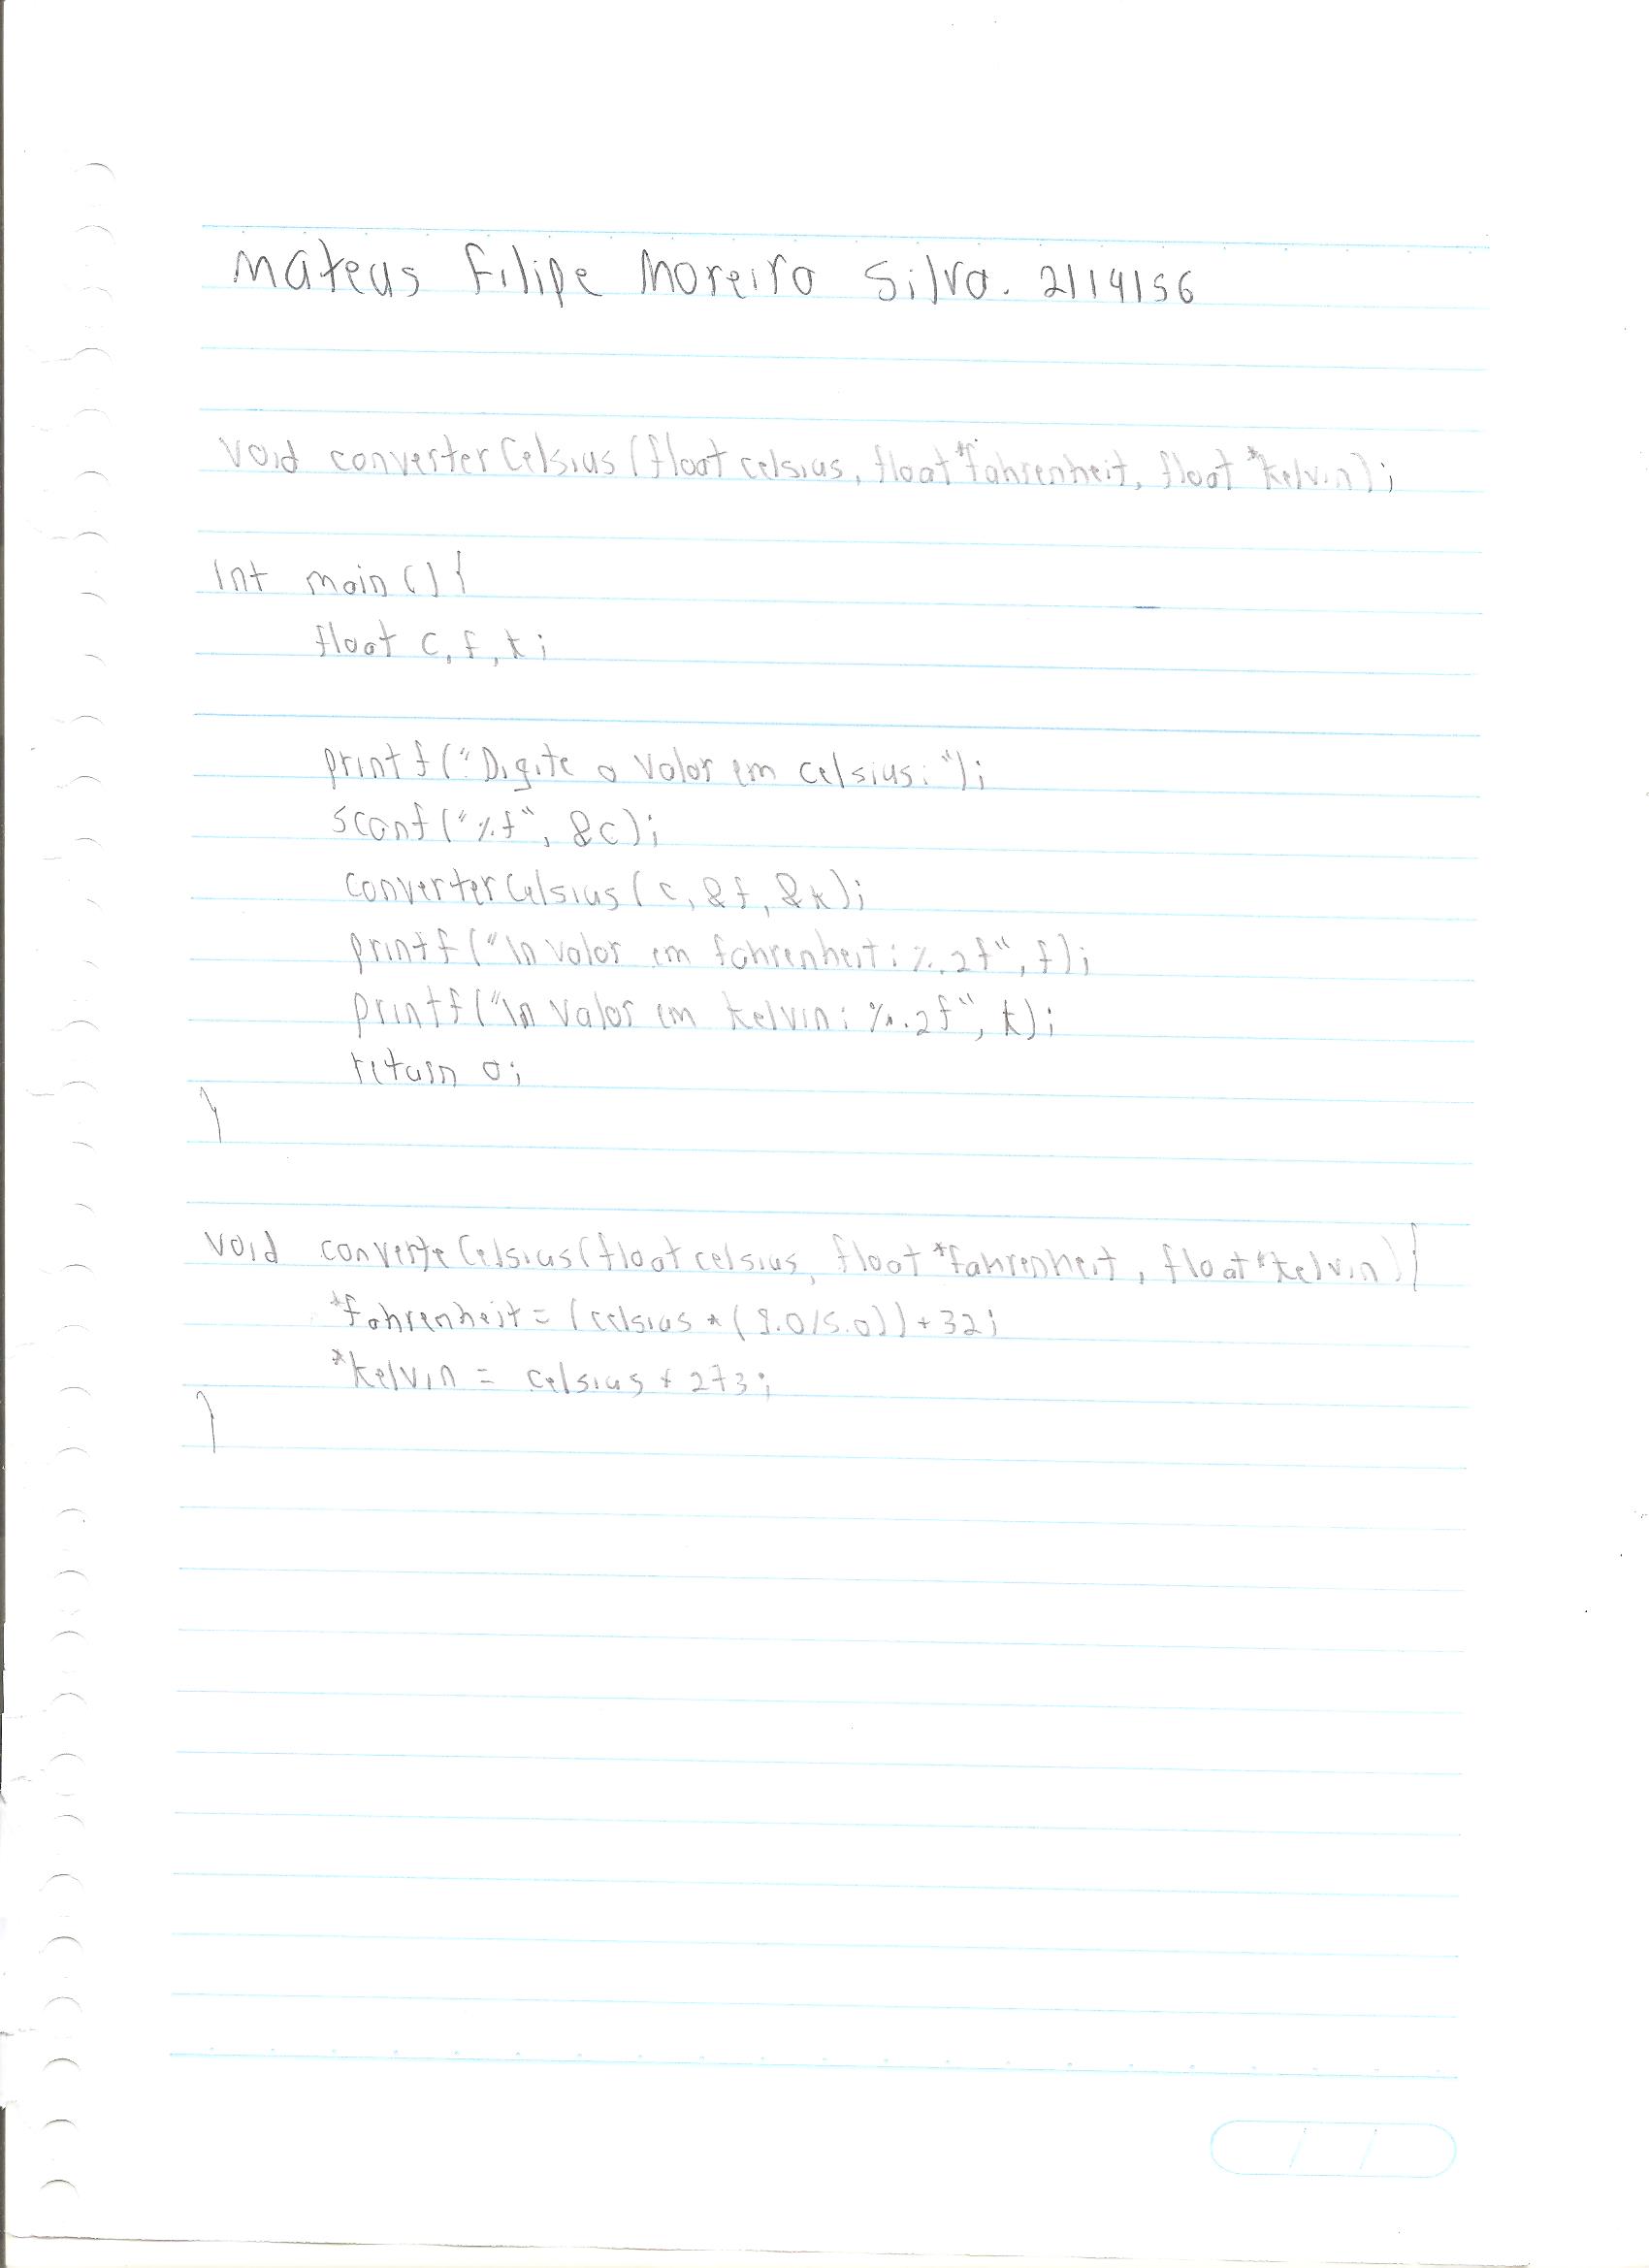 Mateus Filipe Moreira Silva. 2114156
void converterCelsius (float celsius, float *fahrenheit, float *kelvin);
int main () {
float c, f, k;
printf ("Digite o valor em celsius: ");
scanf ("%f", &c);
converterCelsius ( c, &f, &k);
printf ("\n valor em fahrenheit: %.2f", f);
printf ("\n valor em kelvin: %.2f", k);
return 0;
}
void converteCelsius (float celsius, float *fahrenheit, float *kelvin) {
*fahrenheit = (celsius * (9.0/5.0)) + 32;
*kelvin = celsius + 273;
}